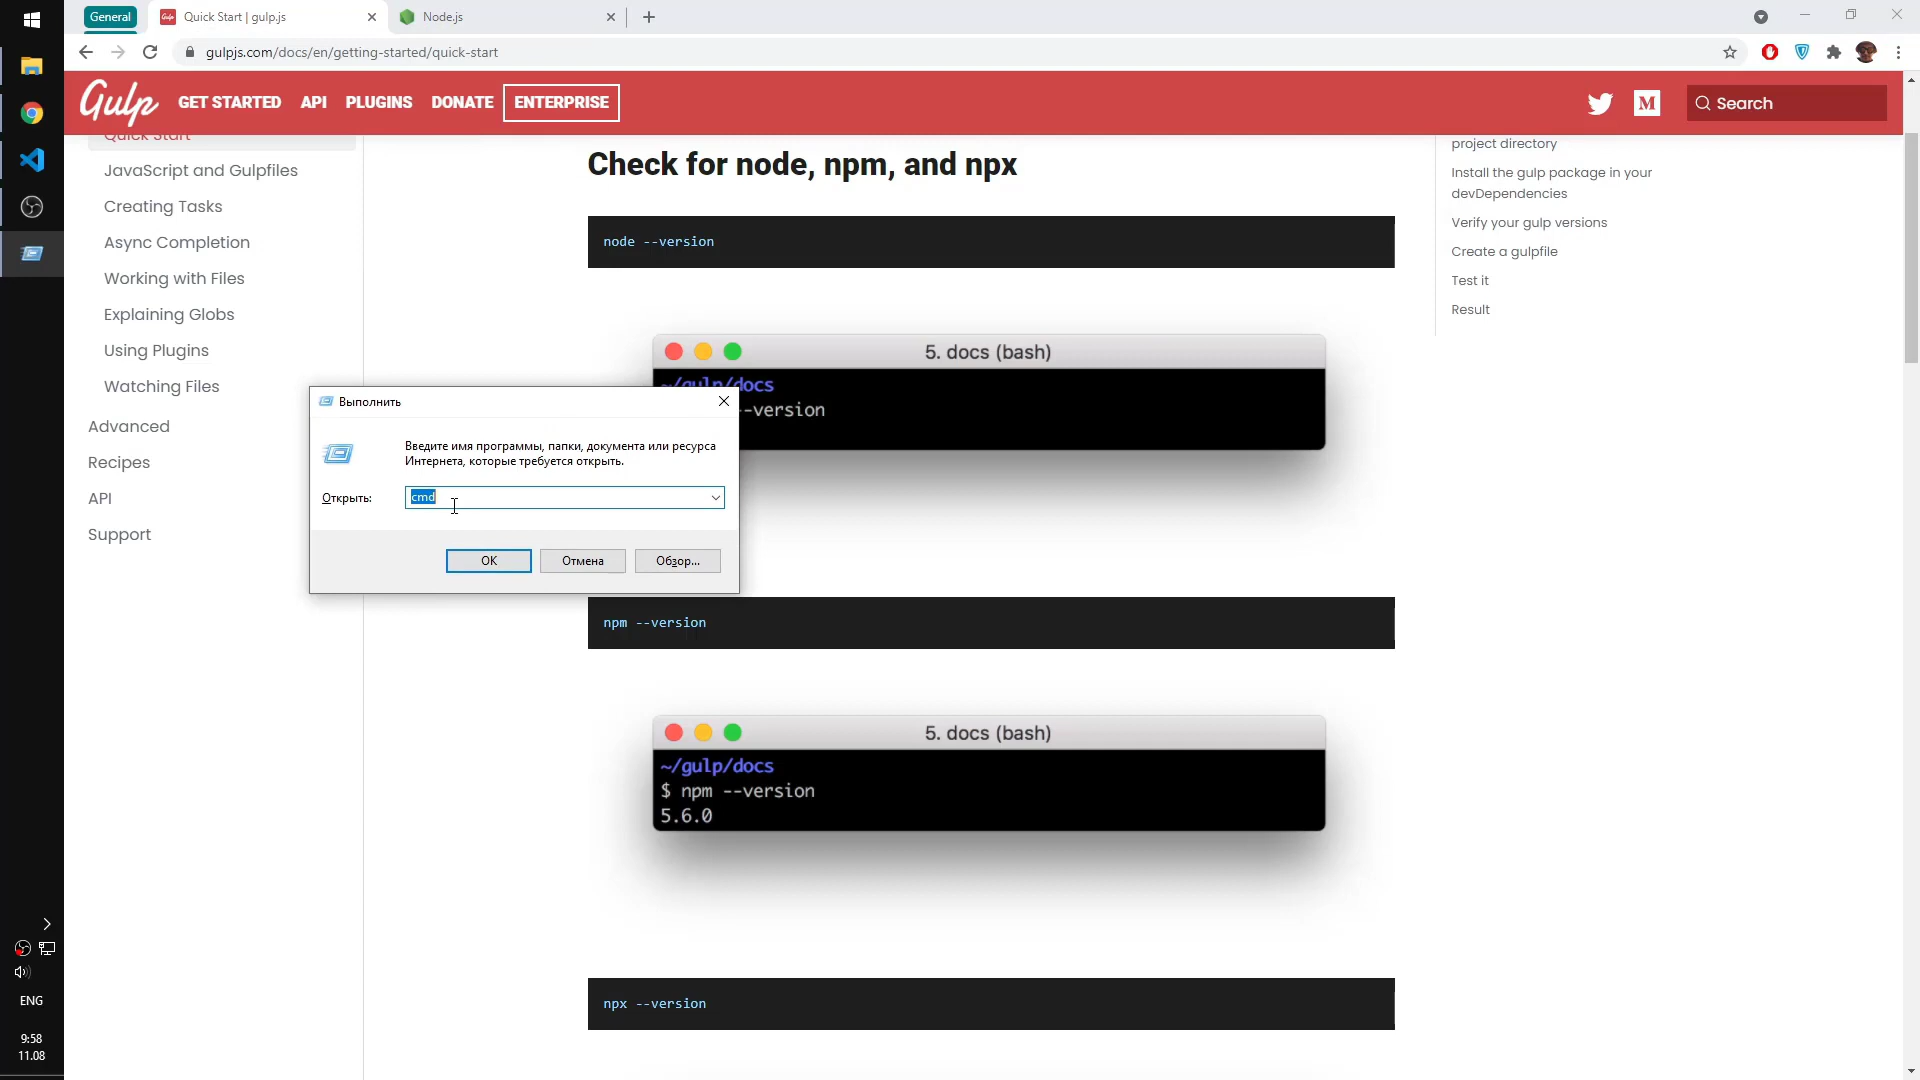 General
Quick Start | gulp.js
Node.js
gulpjs.com/docs/en/getting-started/quick-start
Gulp
GET STARTED
API
PLUGINS
DONATE
ENTERPRISE
M
Search
Quick Start
JavaScript and Gulpfiles
Creating Tasks
Async Completion
Working with Files
Explaining Globs
Using Plugins
Watching Files
Advanced
Recipes
API
Support
Check for node, npm, and npx
node --version
5. docs (bash)
~/gulp/docs
--version
Выполнить
Введите имя программы, папки, документа или ресурса
Интернета, которые требуется открыть.
Открыть:
cmd
ОК
Отмена
Обзор...
npm --version
5. docs (bash)
~/gulp/docs
$ npm --version
5.6.0
npx --version
project directory
Install the gulp package in your
devDependencies
Verify your gulp versions
Create a gulpfile
Test it
Result
ENG
9:58
11.08